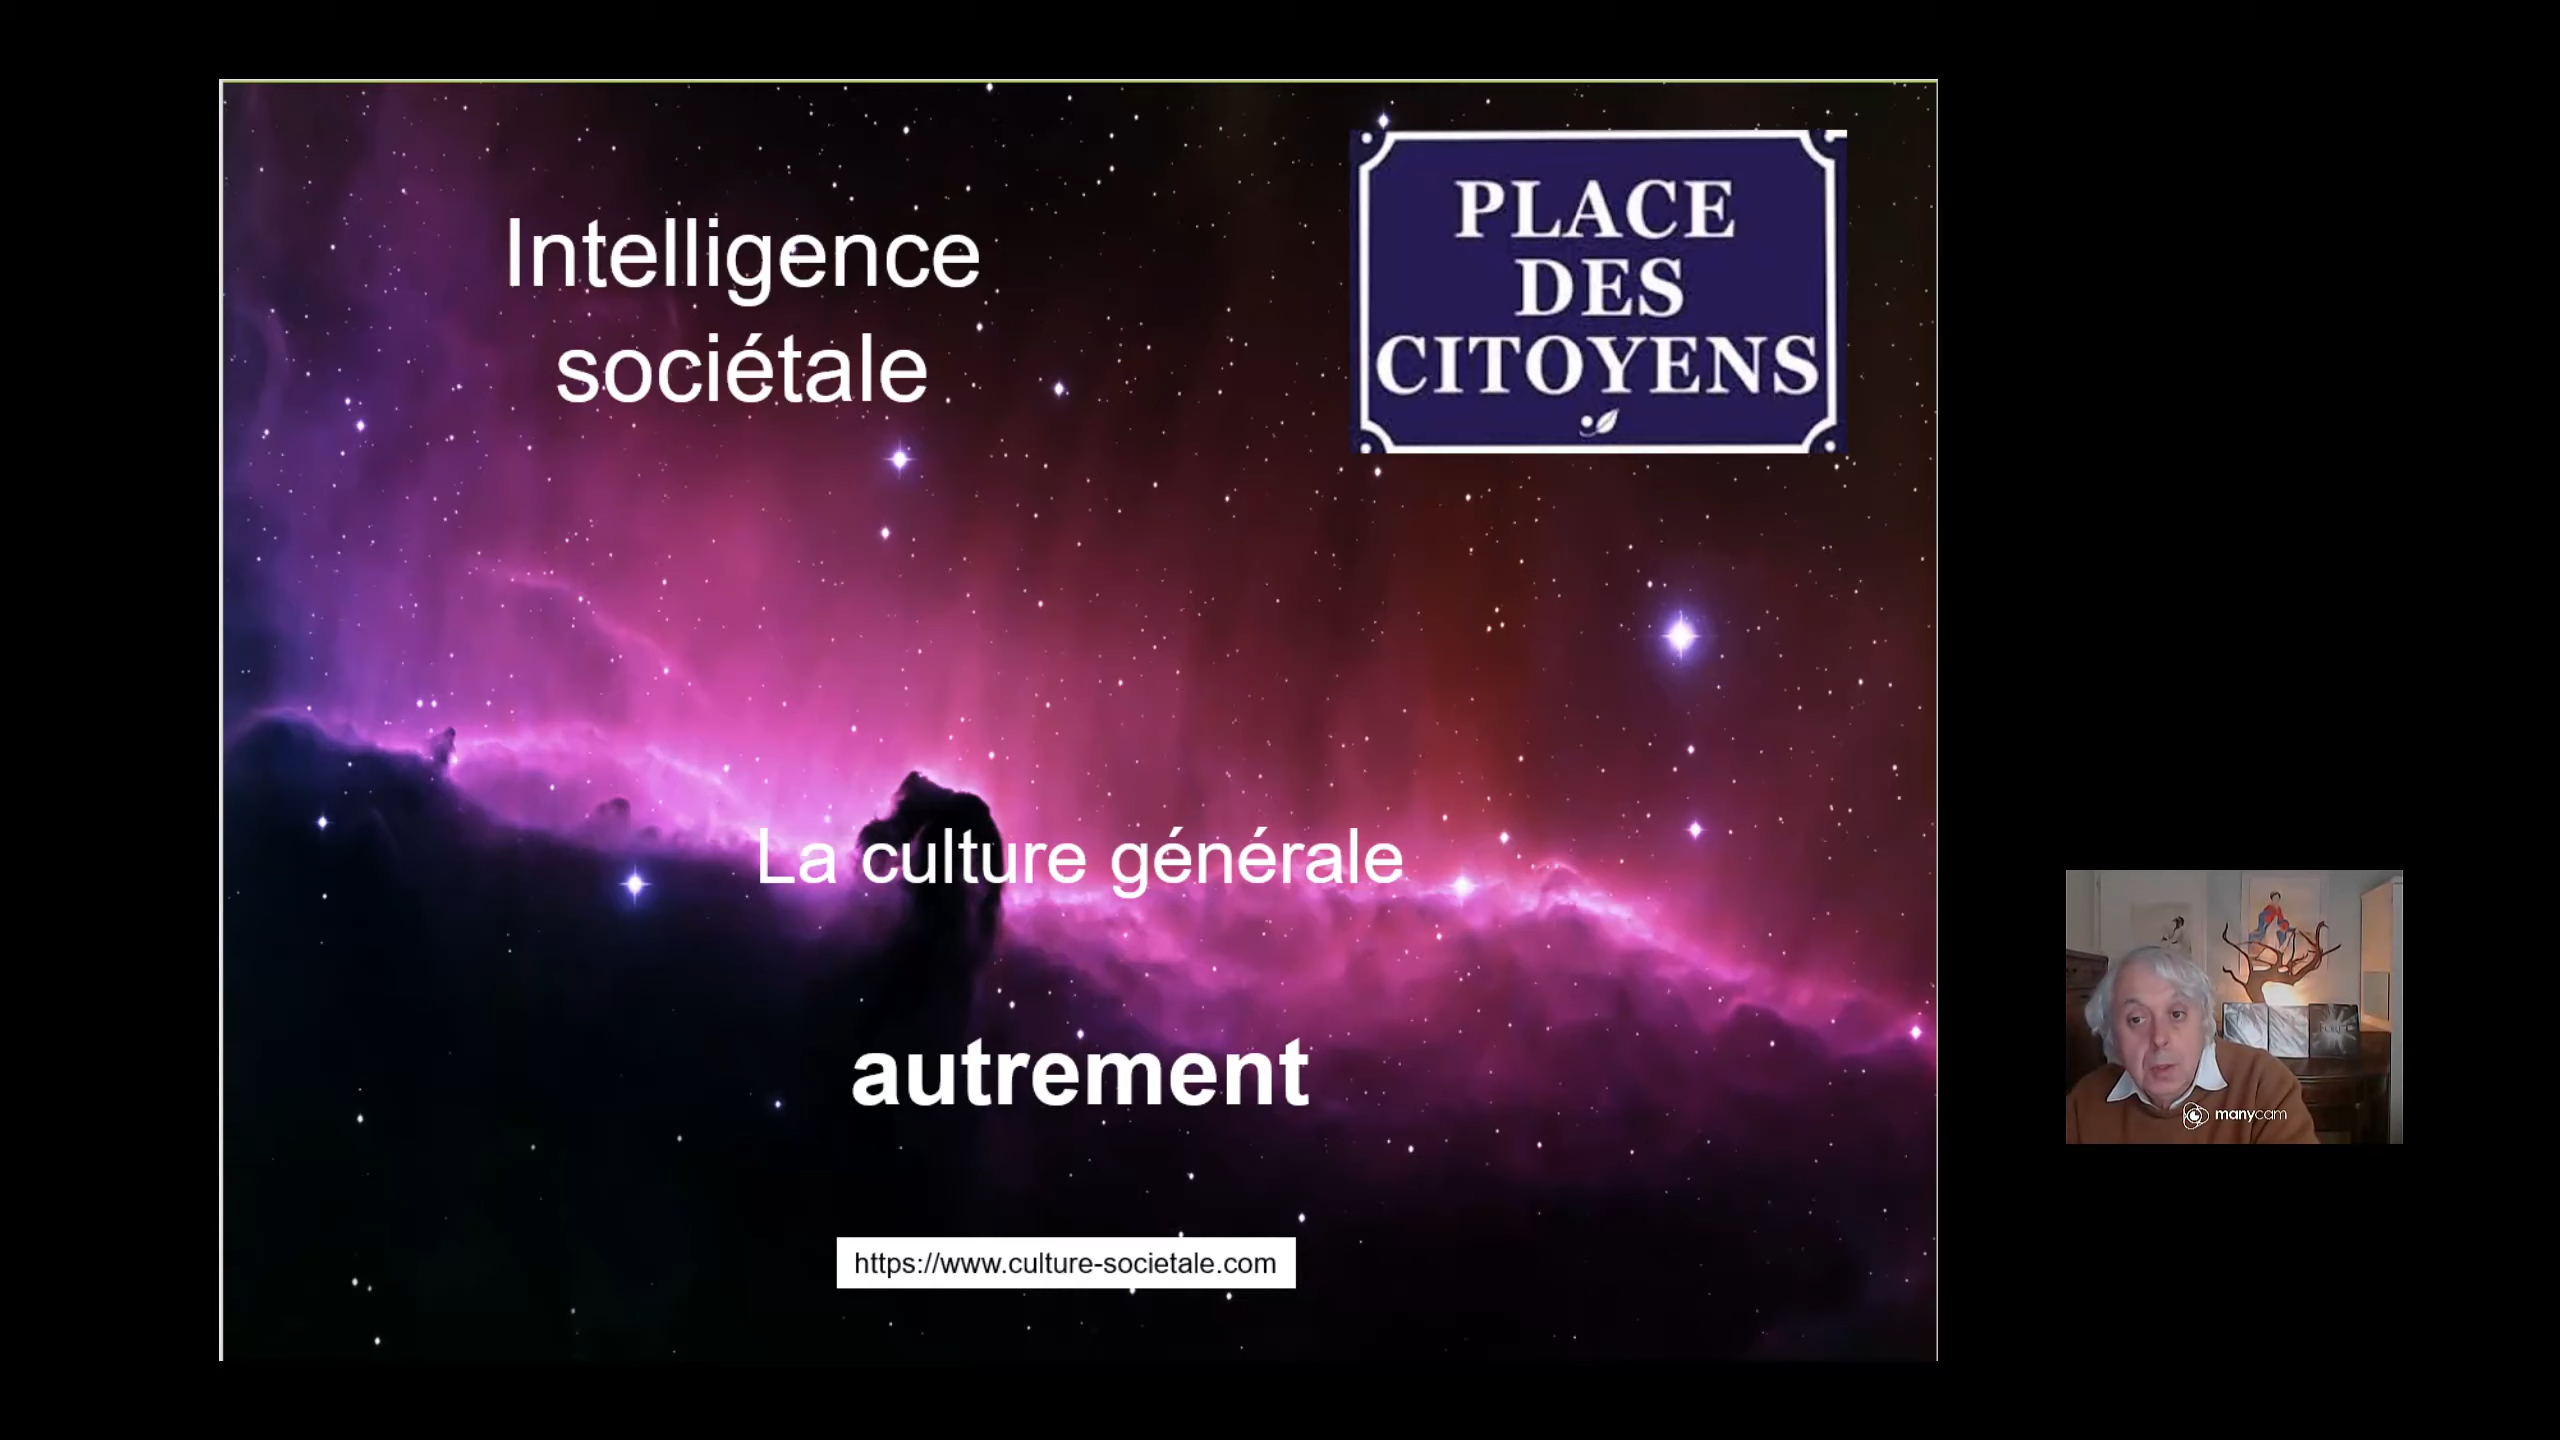 Intelligence
sociétale
PLACE
DES
CITOYENS
La culture générale
autrement
https://www.culture-societale.com
manycam